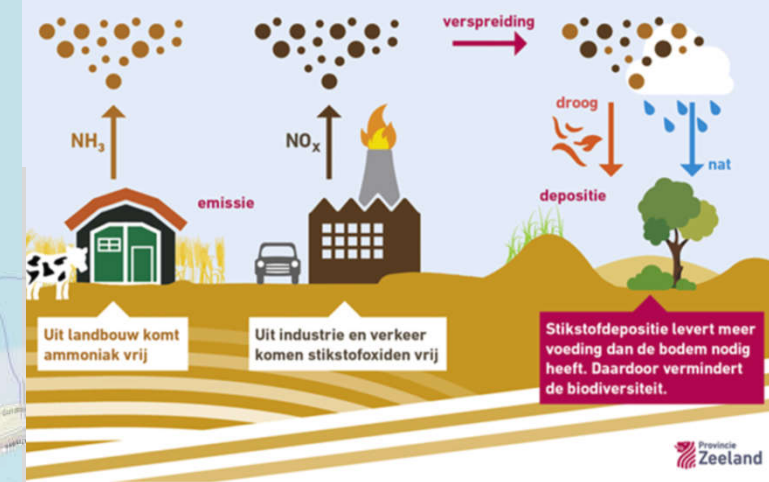 verspreiding
droog
NH₃
NOₓ
nat
emissie
depositie
Uit landbouw komt
ammoniak vrij
Uit industrie en verkeer
komen stikstofoxiden vrij
Stikstofdepositie levert meer
voeding dan de bodem nodig
heeft. Daardoor vermindert
de biodiversiteit.
Provincie
Zeeland